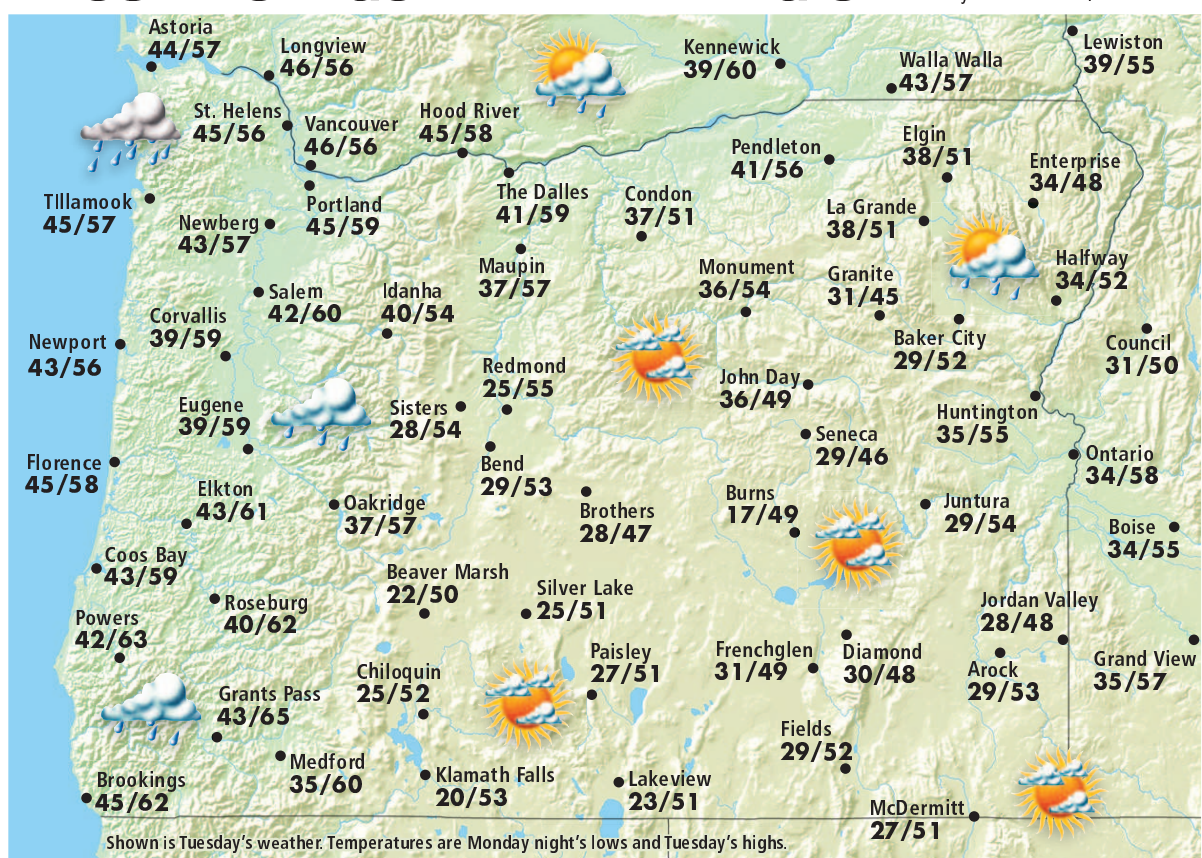 Astoria
44/57
Longview
46/56
Kennewick
39/60
Walla Walla
43/57
Lewiston
39/55
St. Helens
45/56
Vancouver
46/56
Hood River
45/58
Pendleton
41/56
Elgin
38/51
Enterprise
34/48
TIllamook
45/57
Newberg
43/57
Portland
45/59
The Dalles
41/59
Condon
37/51
La Grande
38/51
Maupin
37/57
Monument
36/54
Granite
31/45
Halfway
34/52
Salem
42/60
Idanha
40/54
Corvallis
39/59
Newport
43/56
Baker City
29/52
Council
31/50
Redmond
25/55
John Day
36/49
Eugene
39/59
Sisters
28/54
Huntington
35/55
Seneca
29/46
Florence
45/58
Bend
29/53
Ontario
34/58
Elkton
43/61
Oakridge
37/57
Brothers
28/47
Burns
17/49
Juntura
29/54
Boise
34/55
Coos Bay
43/59
Beaver Marsh
22/50
Silver Lake
25/51
Roseburg
40/62
Powers
42/63
Jordan Valley
28/48
Paisley
27/51
Frenchglen
31/49
Diamond
30/48
Arock
29/53
Grand View
35/57
Chiloquin
25/52
Grants Pass
43/65
Fields
29/52
Medford
35/60
Klamath Falls
20/53
Lakeview
23/51
Brookings
45/62
McDermitt
27/51
Shown is Tuesday's weather. Temperatures are Monday night's lows and Tuesday's highs.